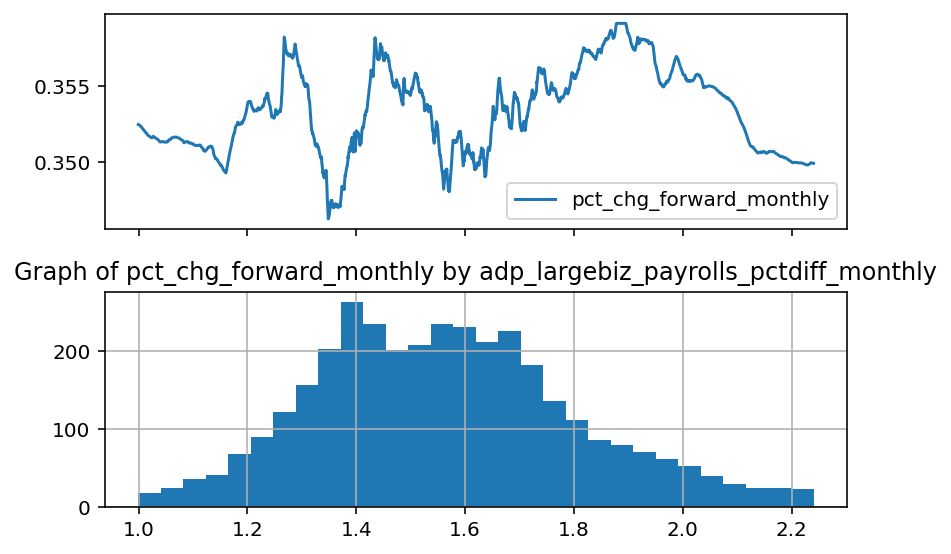 0.355
0.350
pct_chg_forward_monthly
Graph of pct_chg_forward_monthly by adp_largebiz_payrolls_pctdiff_monthly
200
100
0
1.0 1.2 1.4 1.6 1.8 2.0 2.2